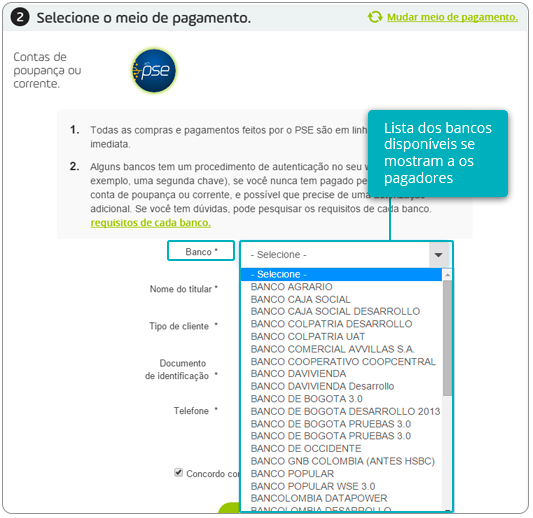 2 Selecione o meio de pagamento.
Mudar meio de pagamento.
Contas de
poupança ou
corrente.
pse
1. Todas as compras e pagamentos feitos por o PSE são em
imediata.
2. Alguns bancos tem um procedimento de autenticação no seu
exemplo, uma segunda chave), se você nunca tem pagado
conta de poupança ou corrente, e possível que precise de uma
adicional. Se você tem dúvidas, pode pesquisar os requisitos de cada banco.
requisitos de cada banco.
Lista dos bancos
disponíveis se
mostram a os
pagadores
Banco *
- Selecione -
- Selecione -
BANCO AGRARIO
BANCO CAJA SOCIAL
BANCO CAJA SOCIAL DESARROLLO
BANCO COLPATRIA DESARROLLO
BANCO COLPATRIA UAT
BANCO COMERCIAL AVVILLAS S.A.
BANCO COOPERATIVO COOPCENTRAL
BANCO DAVIVIENDA
BANCO DAVIVIENDA Desarrollo
BANCO DE BOGOTA 3.0
BANCO DE BOGOTA DESARROLLO 2013
BANCO DE BOGOTA PRUEBAS 3.0
BANCO DE BOGOTA PRUEBAS 3.0
BANCO DE OCCIDENTE
BANCO GNB COLOMBIA (ANTES HSBC)
BANCO POPULAR
BANCO POPULAR WSE 3.0
BANCOLOMBIA DATAPOWER
BANCOLOMBIA DESARROLLO
Nome do titular *
Tipo de cliente *
Documento
de identificação *
Telefone *
Concordo